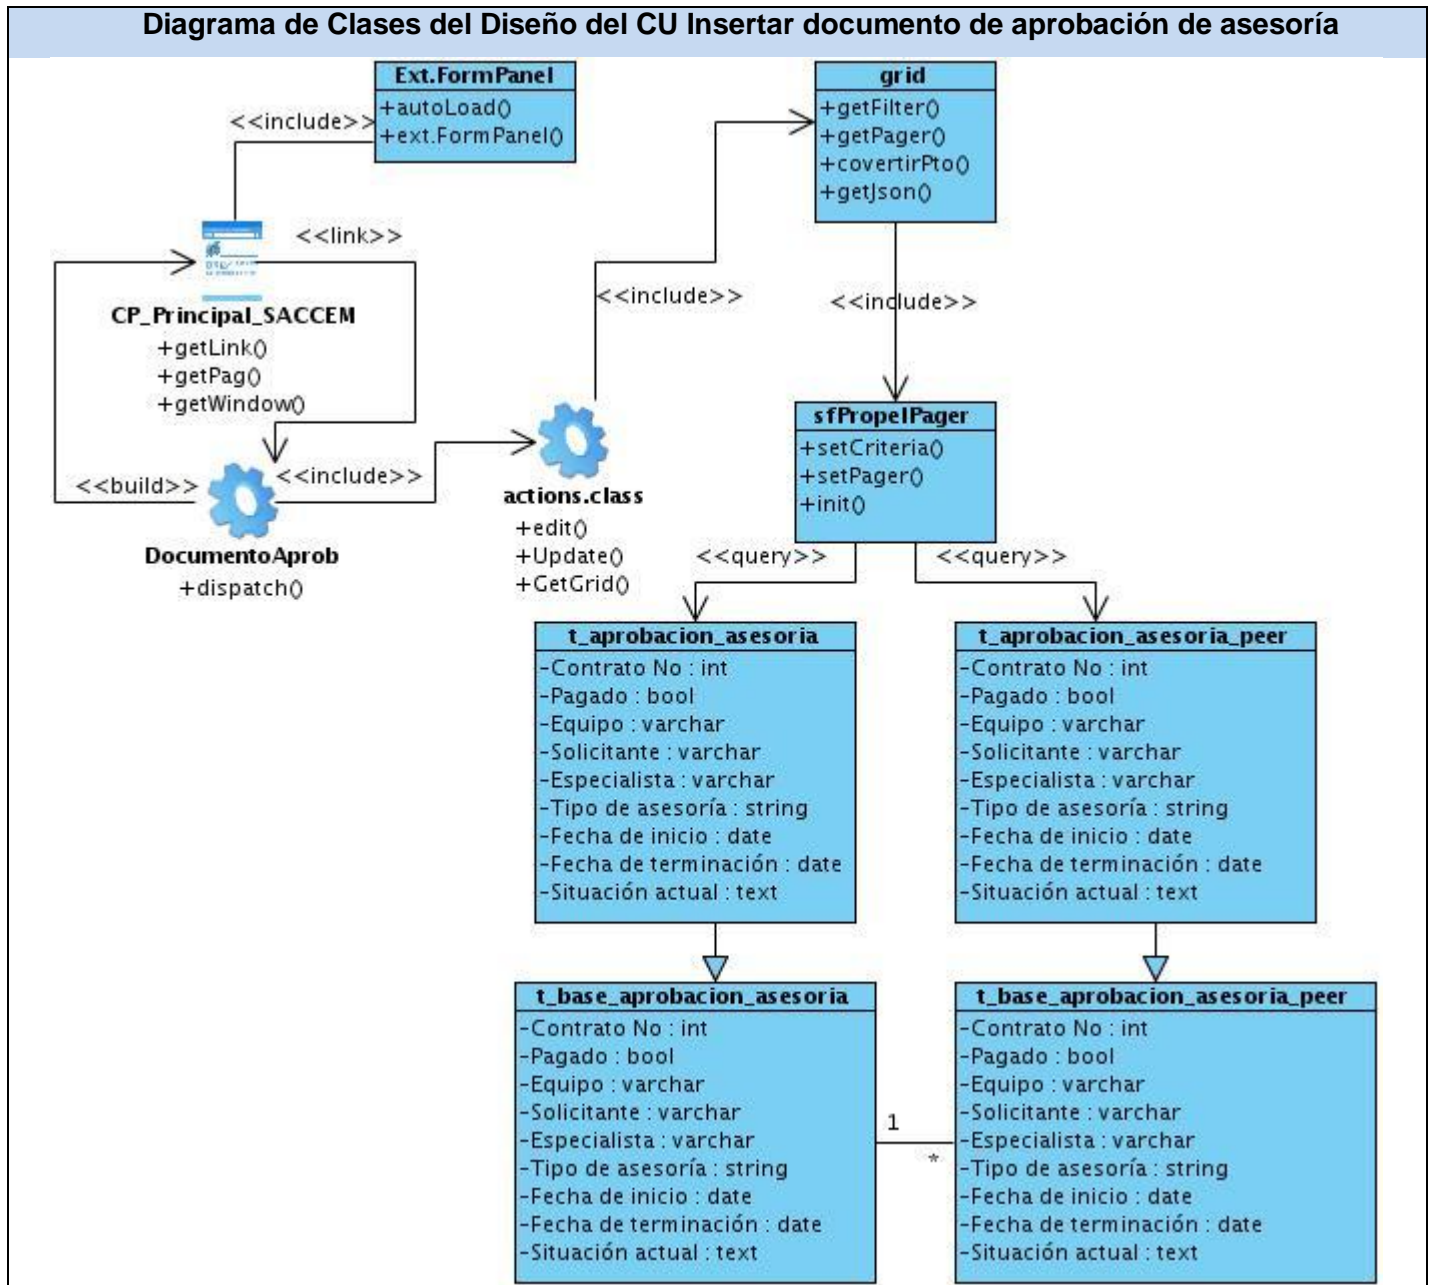 Diagrama de Clases del Diseño del CU Insertar documento de aprobación de asesoría
Ext.FormPanel
+autoLoad()
+ext.FormPanel()
<<include>>
grid
+getFilter()
+getPager()
+covertirPto()
+getJson()
<<link>>
CP_Principal_SACCEM
+getLink()
+getPag()
+getWindow()
<<include>>
<<include>>
<<build>>
<<include>>
DocumentoAprob
+dispatch()
actions.class
+edit()
+Update()
+GetGrid()
sfPropelPager
+setCriteria()
+setPager()
+init()
<<query>>
<<query>>
t_aprobacion_asesoria
-Contrato No : int
-Pagado : bool
-Equipo : varchar
-Solicitante : varchar
-Especialista : varchar
-Tipo de asesoría : string
-Fecha de inicio : date
-Fecha de terminación : date
-Situación actual : text
t_aprobacion_asesoria_peer
-Contrato No : int
-Pagado : bool
-Equipo : varchar
-Solicitante : varchar
-Especialista : varchar
-Tipo de asesoría : string
-Fecha de inicio : date
-Fecha de terminación : date
-Situación actual : text
t_base_aprobacion_asesoria
-Contrato No : int
-Pagado : bool
-Equipo : varchar
-Solicitante : varchar
-Especialista : varchar
-Tipo de asesoría : string
-Fecha de inicio : date
-Fecha de terminación : date
-Situación actual : text
1
*
t_base_aprobacion_asesoria_peer
-Contrato No : int
-Pagado : bool
-Equipo : varchar
-Solicitante : varchar
-Especialista : varchar
-Tipo de asesoría : string
-Fecha de inicio : date
-Fecha de terminación : date
-Situación actual : text